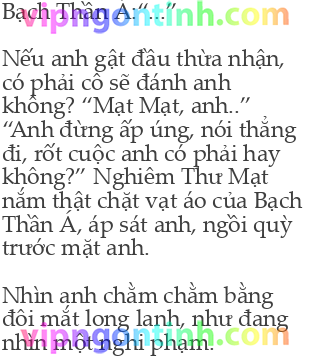 Bạch Thần Á:“...”
Nếu anh gật đầu thừa nhận,
có phải cô sẽ đánh anh
không? “Mạt Mạt, anh..”
“Anh đừng ấp úng, nói thẳng
đi, rốt cuộc anh có phải hay
không?” Nghiêm Thư Mạt
nắm thật chặt vạt áo của Bạch
Thần Á, áp sát anh, ngồi quỳ
trước mặt anh.
Nhìn anh chằm chằm bằng
đôi mắt long lanh, như đang
nhìn một nghi phạm.
vipngontinh.com
vipngontinh.com